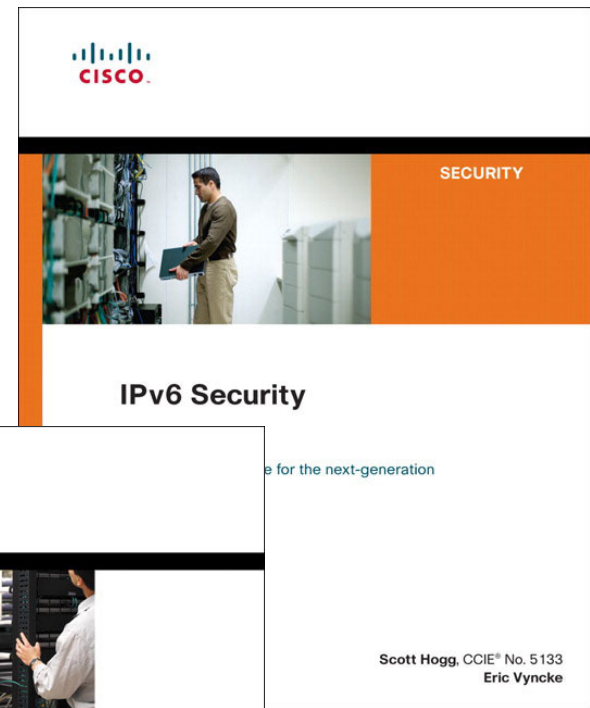 CISCO
SECURITY
IPv6 Security
e for the next-generation
Scott Hogg, CCIE® No. 5133
Eric Vyncke